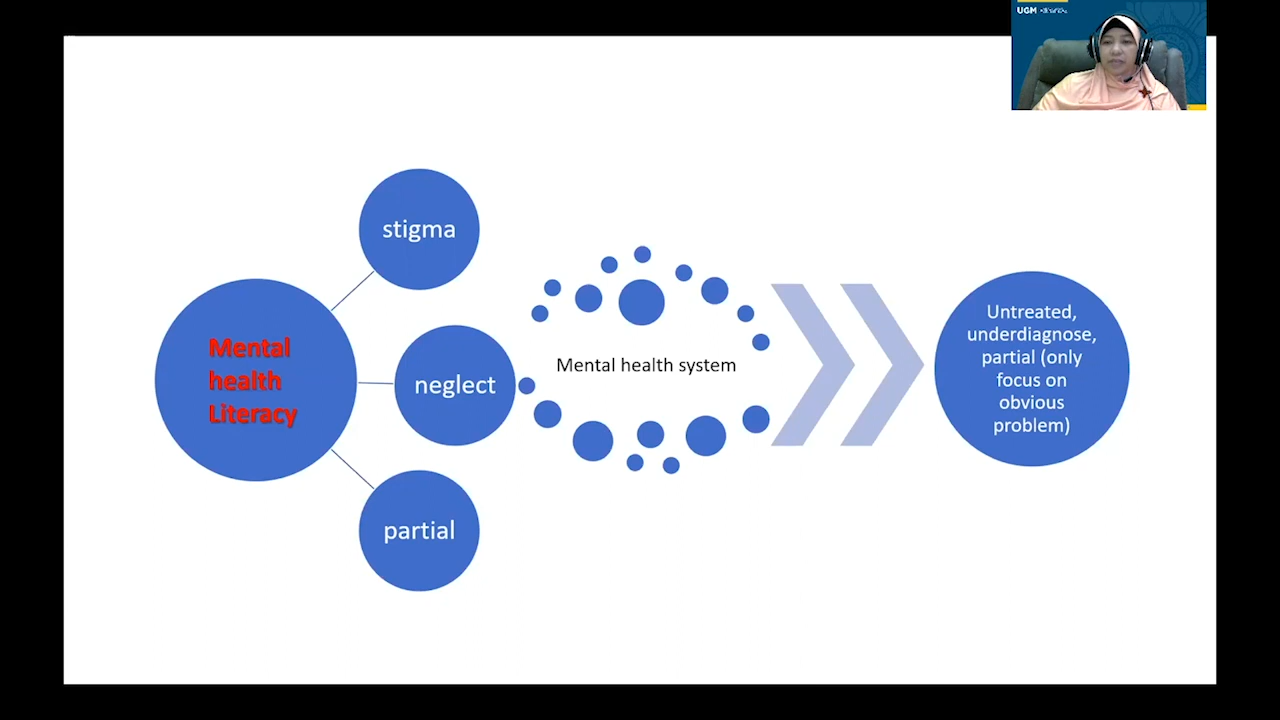 UGM
stigma
Mental
health
Literacy
neglect
partial
Mental health system
Untreated,
underdiagnose,
partial (only
focus on
obvious
problem)